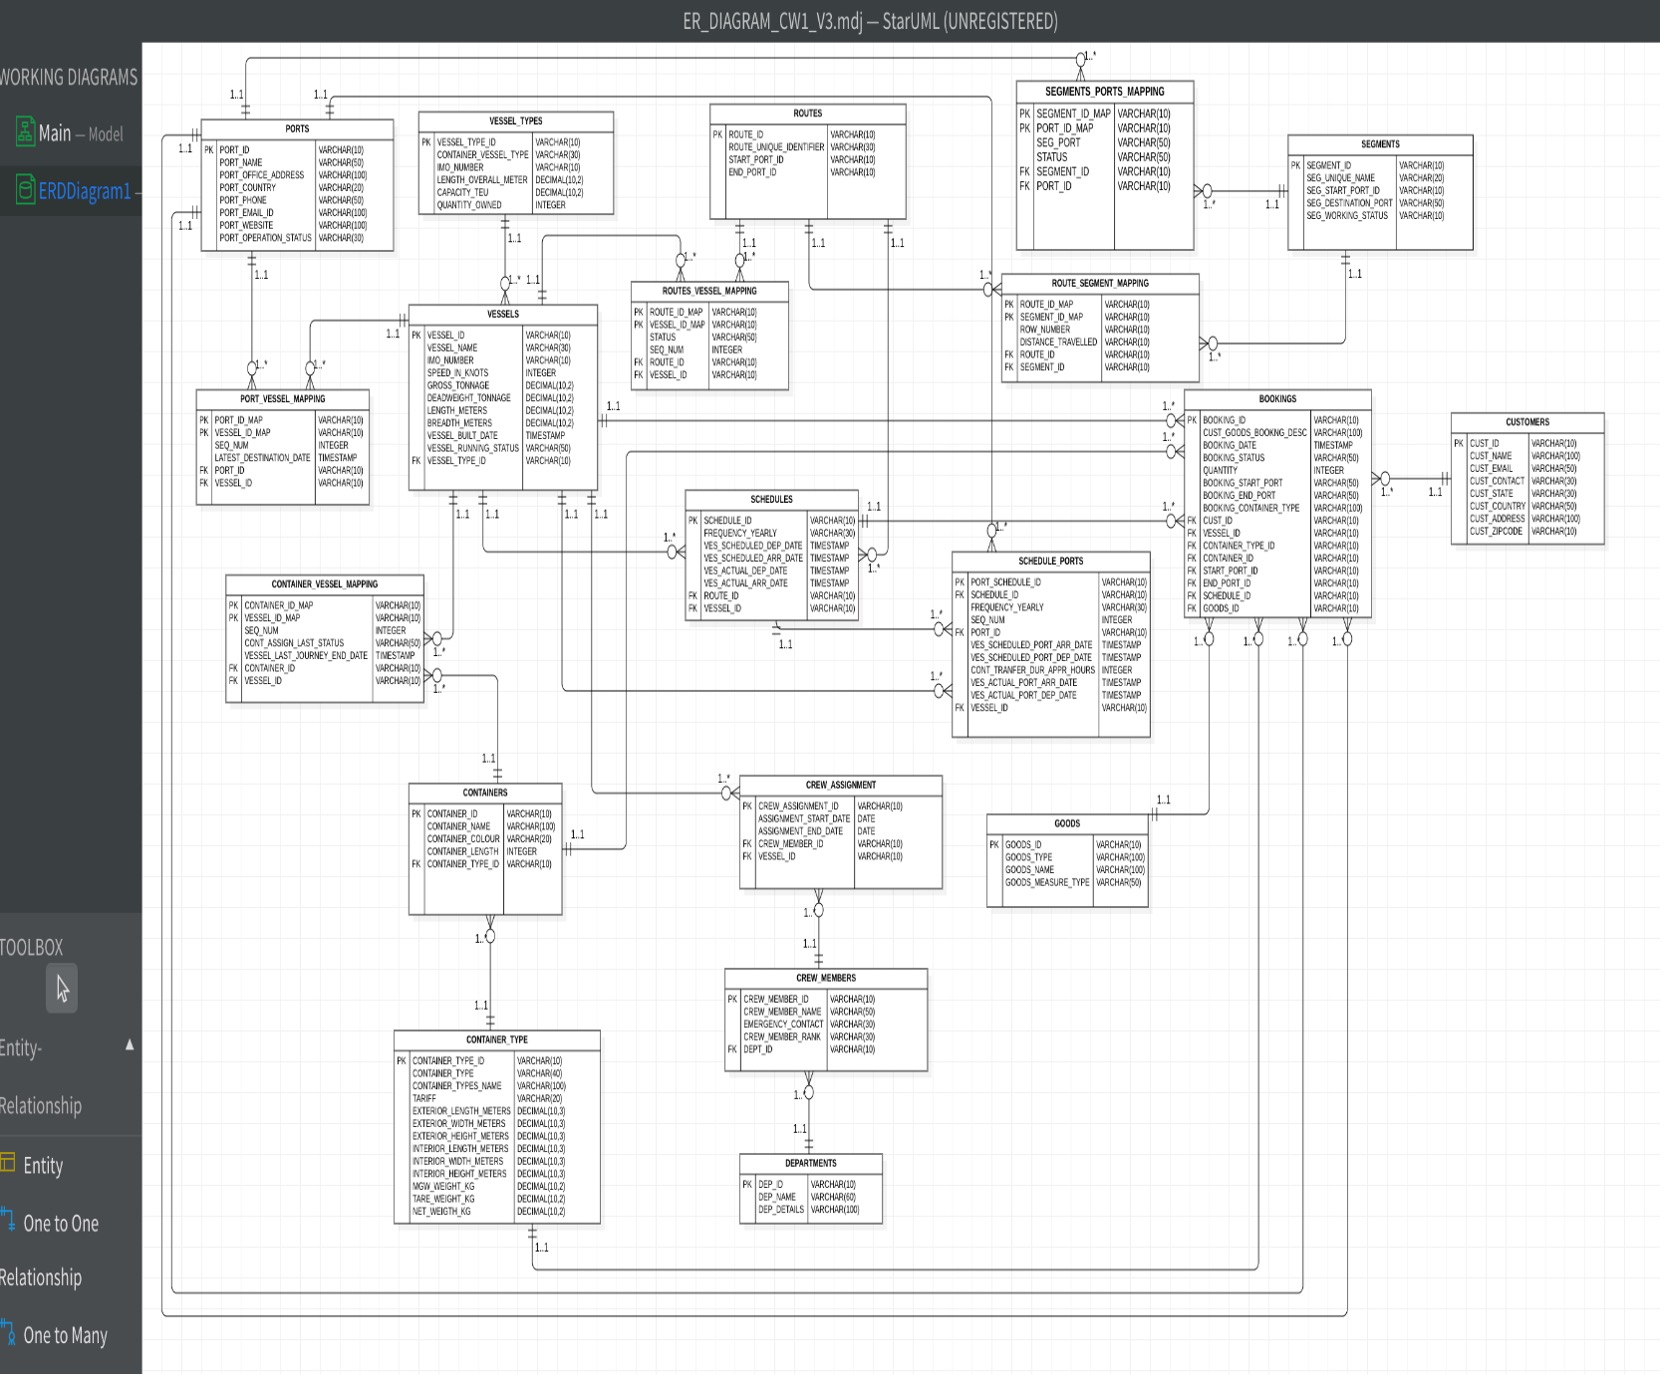 ER_DIAGRAM_CW1_V3.mdj — StarUML (UNREGISTERED)
WORKING DIAGRAMS
Main — Model
ERDDiagram1 —
TOOLBOX
Entity-
Relationship
Entity
One to One
Relationship
One to Many
PORTS
PK PORT_ID VARCHAR(10)
PORT_NAME VARCHAR(50)
PORT_OFFICE_ADDRESS VARCHAR(100)
PORT_COUNTRY VARCHAR(20)
PORT_PHONE VARCHAR(50)
PORT_EMAIL_ID VARCHAR(100)
PORT_WEBSITE VARCHAR(100)
PORT_OPERATION_STATUS VARCHAR(30)
1..1
1..1
1..1
1..1
1..1
VESSEL_TYPES
PK VESSEL_TYPE_ID VARCHAR(10)
CONTAINER_VESSEL_TYPE VARCHAR(30)
IMO_NUMBER VARCHAR(10)
LENGTH_OVERALL_METER DECIMAL(10,2)
CAPACITY_TEU DECIMAL(10,2)
QUANTITY_OWNED INTEGER
1..1
ROUTES
PK ROUTE_ID VARCHAR(10)
ROUTE_UNIQUE_IDENTIFIER VARCHAR(30)
START_PORT_ID VARCHAR(10)
END_PORT_ID VARCHAR(10)
1..1
1..1
1..1
1..*
SEGMENTS_PORTS_MAPPING
PK SEGMENT_ID_MAP VARCHAR(10)
PK PORT_ID_MAP VARCHAR(10)
SEG_PORT VARCHAR(50)
STATUS VARCHAR(50)
FK SEGMENT_ID VARCHAR(10)
FK PORT_ID VARCHAR(10)
1..*
1..1
SEGMENTS
PK SEGMENT_ID VARCHAR(10)
SEG_UNIQUE_NAME VARCHAR(20)
SEG_START_PORT_ID VARCHAR(10)
SEG_DESTINATION_PORT VARCHAR(50)
SEG_WORKING_STATUS VARCHAR(10)
1..1
1..*
1..1
VESSELS
PK VESSEL_ID VARCHAR(10)
VESSEL_NAME VARCHAR(30)
IMO_NUMBER VARCHAR(10)
SPEED_IN_KNOTS INTEGER
GROSS_TONNAGE DECIMAL(10,2)
DEADWEIGHT_TONNAGE DECIMAL(10,2)
LENGTH_METERS DECIMAL(10,2)
BREADTH_METERS DECIMAL(10,2)
VESSEL_BUILT_DATE TIMESTAMP
VESSEL_RUNNING_STATUS VARCHAR(50)
FK VESSEL_TYPE_ID VARCHAR(10)
1..1
1..1
1..1
1..1
1..1
1..1
1..*
1..*
ROUTES_VESSEL_MAPPING
PK ROUTE_ID_MAP VARCHAR(10)
PK VESSEL_ID_MAP VARCHAR(10)
STATUS VARCHAR(50)
SEQ_NUM INTEGER
FK ROUTE_ID VARCHAR(10)
FK VESSEL_ID VARCHAR(10)
1..*
ROUTE_SEGMENT_MAPPING
PK ROUTE_ID_MAP VARCHAR(10)
PK SEGMENT_ID_MAP VARCHAR(10)
ROW_NUMBER VARCHAR(10)
DISTANCE_TRAVELLED VARCHAR(10)
FK ROUTE_ID VARCHAR(10)
FK SEGMENT_ID VARCHAR(10)
1..*
1..*
1..*
PORT_VESSEL_MAPPING
PK PORT_ID_MAP VARCHAR(10)
PK VESSEL_ID_MAP VARCHAR(10)
SEQ_NUM INTEGER
LATEST_DESTINATION_DATE TIMESTAMP
FK PORT_ID VARCHAR(10)
FK VESSEL_ID VARCHAR(10)
1..*
1..*
1..*
BOOKINGS
PK BOOKING_ID VARCHAR(10)
CUST_GOODS_BOOKNG_DESC VARCHAR(100)
BOOKING_DATE TIMESTAMP
BOOKING_STATUS VARCHAR(50)
QUANTITY INTEGER
BOOKING_START_PORT VARCHAR(50)
BOOKING_END_PORT VARCHAR(50)
BOOKING_CONTAINER_TYPE VARCHAR(100)
FK CUST_ID VARCHAR(10)
FK VESSEL_ID VARCHAR(10)
FK CONTAINER_TYPE_ID VARCHAR(10)
FK CONTAINER_ID VARCHAR(10)
FK START_PORT_ID VARCHAR(10)
FK END_PORT_ID VARCHAR(10)
FK SCHEDULE_ID VARCHAR(10)
FK GOODS_ID VARCHAR(10)
1..*
1..*
1..*
1..*
1..*
1..1
CUSTOMERS
PK CUST_ID VARCHAR(10)
CUST_NAME VARCHAR(100)
CUST_EMAIL VARCHAR(50)
CUST_CONTACT VARCHAR(30)
CUST_STATE VARCHAR(30)
CUST_COUNTRY VARCHAR(50)
CUST_ADDRESS VARCHAR(100)
CUST_ZIPCODE VARCHAR(10)
1..*
SCHEDULES
PK SCHEDULE_ID VARCHAR(10)
FREQUENCY_YEARLY VARCHAR(30)
VES_SCHEDULED_DEP_DATE TIMESTAMP
VES_SCHEDULED_ARR_DATE TIMESTAMP
VES_ACTUAL_DEP_DATE TIMESTAMP
VES_ACTUAL_ARR_DATE TIMESTAMP
FK ROUTE_ID VARCHAR(10)
FK VESSEL_ID VARCHAR(10)
1..1
1..*
1..1
1..*
SCHEDULE_PORTS
PK PORT_SCHEDULE_ID VARCHAR(10)
FK SCHEDULE_ID VARCHAR(10)
FREQUENCY_YEARLY VARCHAR(30)
SEQ_NUM INTEGER
FK PORT_ID VARCHAR(10)
VES_SCHEDULED_PORT_ARR_DATE TIMESTAMP
VES_SCHEDULED_PORT_DEP_DATE TIMESTAMP
CONT_TRANFER_DUR_APPR_HOURS INTEGER
VES_ACTUAL_PORT_ARR_DATE TIMESTAMP
VES_ACTUAL_PORT_DEP_DATE TIMESTAMP
FK VESSEL_ID VARCHAR(10)
1..*
1..*
CONTAINER_VESSEL_MAPPING
PK CONTAINER_ID_MAP VARCHAR(10)
PK VESSEL_ID_MAP VARCHAR(10)
SEQ_NUM INTEGER
CONT_ASSIGN_LAST_STATUS VARCHAR(50)
VESSEL_LAST_JOURNEY_END_DATE TIMESTAMP
FK CONTAINER_ID VARCHAR(10)
FK VESSEL_ID VARCHAR(10)
1..*
1..*
1..1
CONTAINERS
PK CONTAINER_ID VARCHAR(10)
CONTAINER_NAME VARCHAR(100)
CONTAINER_COLOUR VARCHAR(20)
CONTAINER_LENGTH INTEGER
FK CONTAINER_TYPE_ID VARCHAR(10)
1..1
1..*
1..*
CREW_ASSIGNMENT
PK CREW_ASSIGNMENT_ID VARCHAR(10)
ASSIGNMENT_START_DATE DATE
ASSIGNMENT_END_DATE DATE
FK CREW_MEMBER_ID VARCHAR(10)
FK VESSEL_ID VARCHAR(10)
1..*
1..1
GOODS
PK GOODS_ID VARCHAR(10)
GOODS_TYPE VARCHAR(100)
GOODS_NAME VARCHAR(100)
GOODS_MEASURE_TYPE VARCHAR(50)
1..1
CREW_MEMBERS
PK CREW_MEMBER_ID VARCHAR(10)
CREW_MEMBER_NAME VARCHAR(50)
EMERGENCY_CONTACT VARCHAR(30)
CREW_MEMBER_RANK VARCHAR(30)
FK DEPT_ID VARCHAR(10)
1..*
1..1
1..1
CONTAINER_TYPE
PK CONTAINER_TYPE_ID VARCHAR(10)
CONTAINER_TYPE VARCHAR(40)
CONTAINER_TYPES_NAME VARCHAR(100)
TARIFF VARCHAR(20)
EXTERIOR_LENGTH_METERS DECIMAL(10,3)
EXTERIOR_WIDTH_METERS DECIMAL(10,3)
EXTERIOR_HEIGHT_METERS DECIMAL(10,3)
INTERIOR_LENGTH_METERS DECIMAL(10,3)
INTERIOR_WIDTH_METERS DECIMAL(10,3)
INTERIOR_HEIGHT_METERS DECIMAL(10,3)
MGW_WEIGHT_KG DECIMAL(10,2)
TARE_WEIGHT_KG DECIMAL(10,2)
NET_WEIGTH_KG DECIMAL(10,2)
1..1
DEPARTMENTS
PK DEP_ID VARCHAR(10)
DEP_NAME VARCHAR(60)
DEP_DETAILS VARCHAR(100)